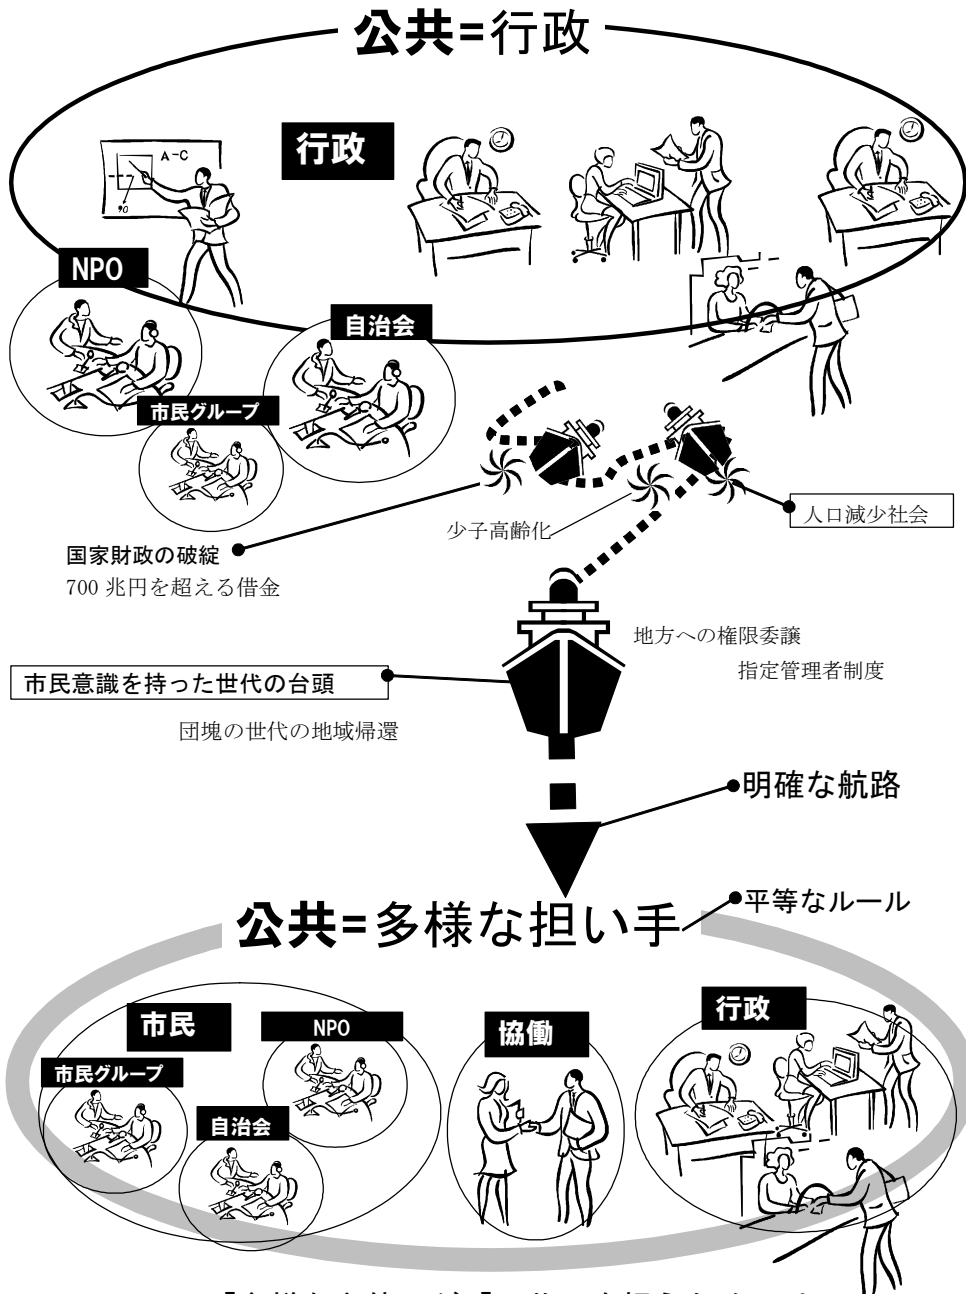 公共=行政
行政
A-C
NPO
自治会
市民グループ
人口減少社会
少子高齢化
国家財政の破綻
700 兆円を超える借金
地方への権限委譲
指定管理者制度
市民意識を持った世代の台頭
団塊の世代の地域帰還
明確な航路
平等なルール
公共=多様な担い手
市民
NPO
協働
行政
市民グループ
自治会